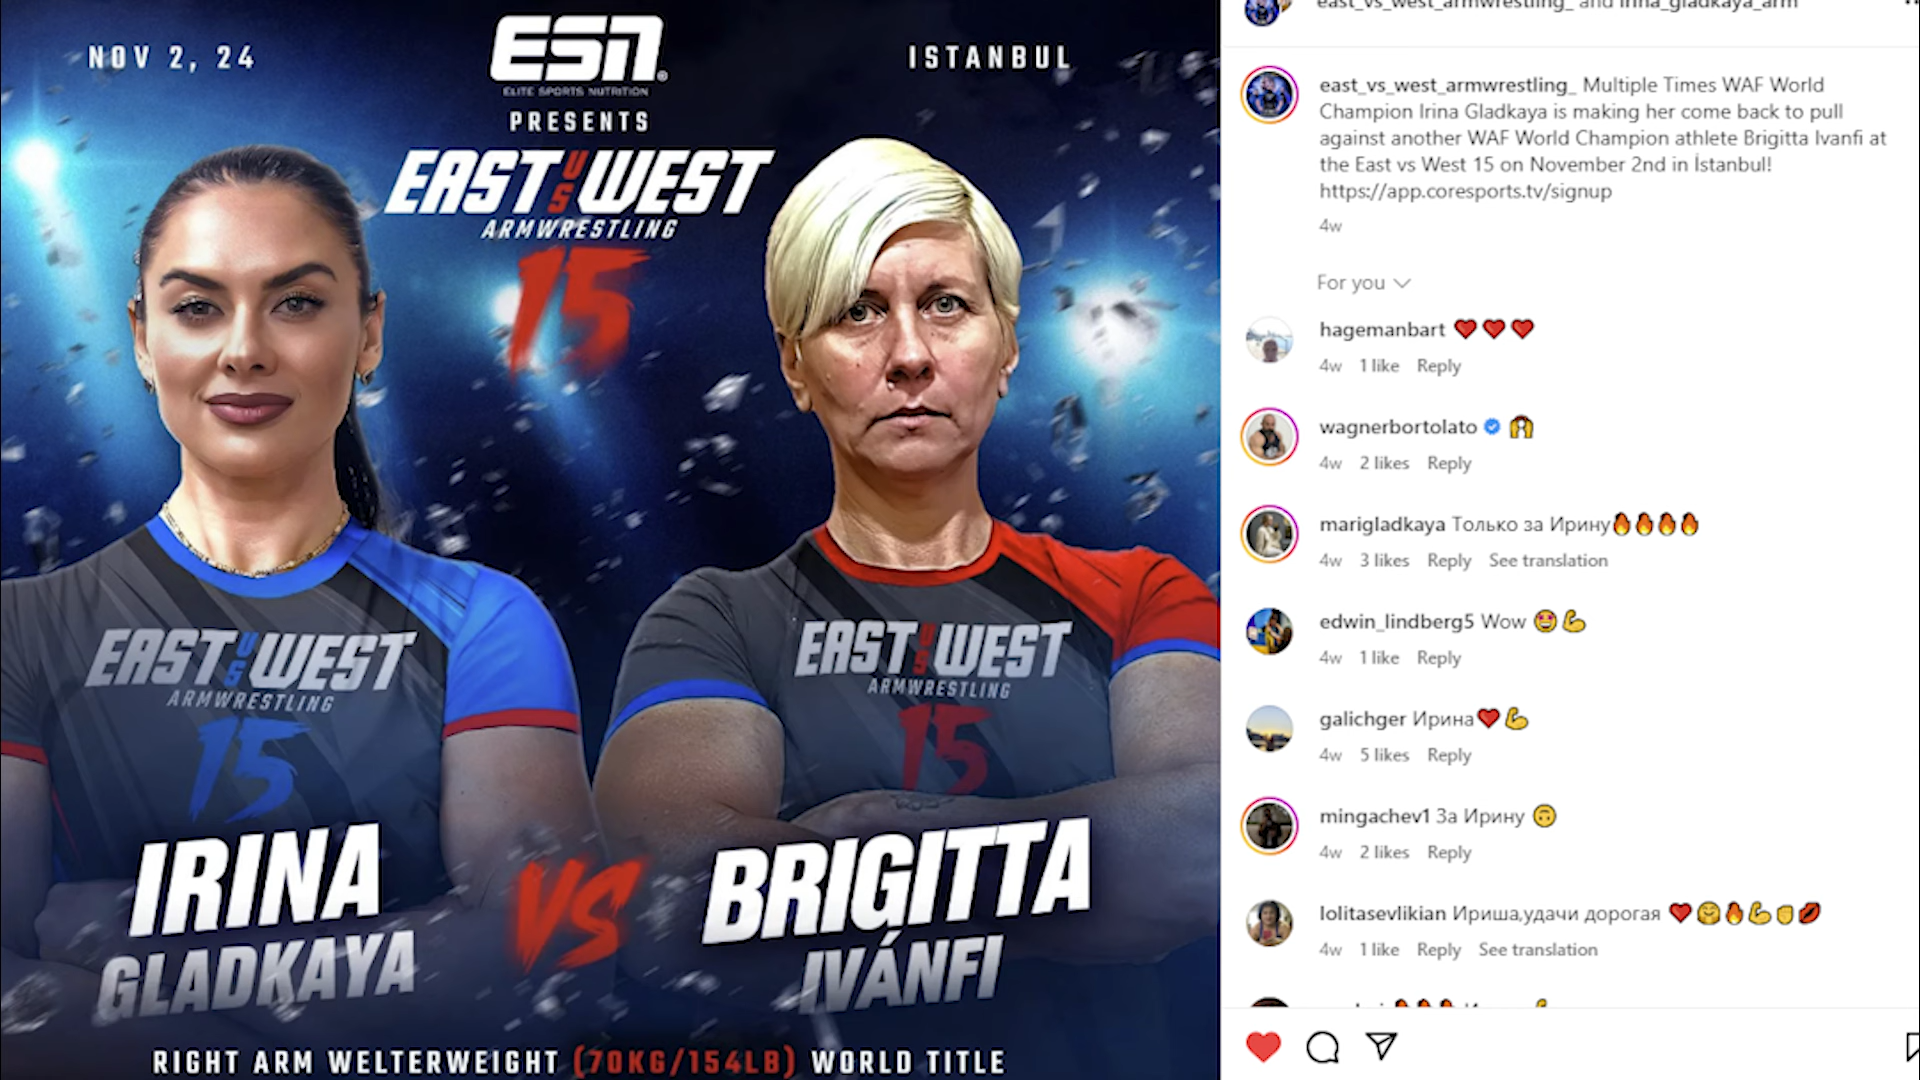 NOV 2, 24
ESN
ELITE SPORTS NUTRITION
PRESENTS
ISTANBUL
EAST VS WEST
ARMWRESTLING
15
EAST VS WEST
ARMWRESTLING
15
EAST VS WEST
ARMWRESTLING
15
IRINA
GLADKAYA
VS
BRIGITTA
IVÁNFI
RIGHT ARM WELTERWEIGHT (70KG/154LB) WORLD TITLE
east_vs_west_armwrestling_ and irina_gladkaya_arm
east_vs_west_armwrestling_ Multiple Times WAF World
Champion Irina Gladkaya is making her come back to pull
against another WAF World Champion athlete Brigitta Ivanfi at
the East vs West 15 on November 2nd in İstanbul!
https://app.coresports.tv/signup
4w
For you
hagemanbart ❤️❤️❤️
4w 1 like Reply
wagnerbortolato
4w 2 likes Reply
marigladkaya Только за Ирину🔥🔥🔥🔥
4w 3 likes Reply See translation
edwin_lindberg5 Wow 🤩💪
4w 1 like Reply
galichger Ирина❤️💪
4w 5 likes Reply
mingachev1 За Ирину 🙃
4w 2 likes Reply
lolitasevlikian Ириша,удачи дорогая ❤️🤗🔥💪✊💋
4w 1 like Reply See translation